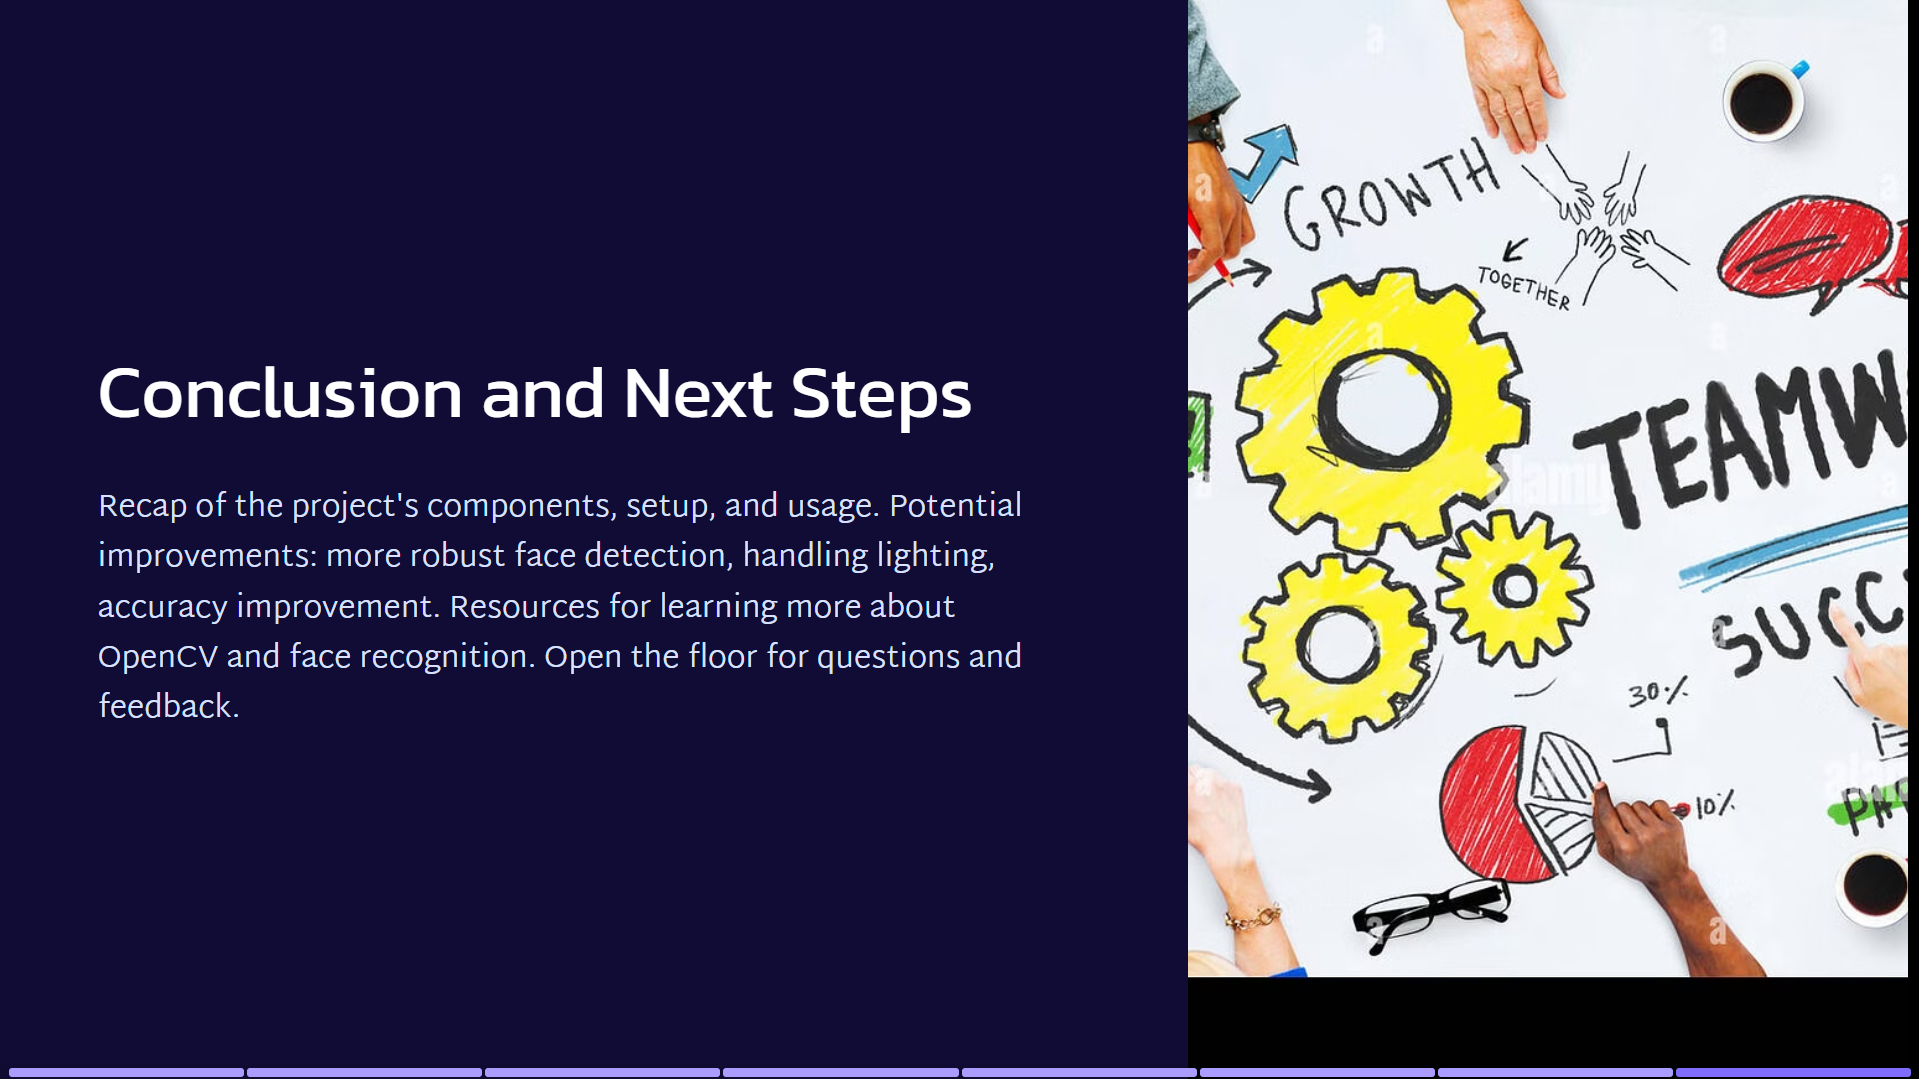 Conclusion and Next Steps
Recap of the project's components, setup, and usage. Potential
improvements: more robust face detection, handling lighting,
accuracy improvement. Resources for learning more about
OpenCV and face recognition. Open the floor for questions and
feedback.
GROWTH
TOGETHER
TEAMW
alamy
SUCC
30%
10%
a